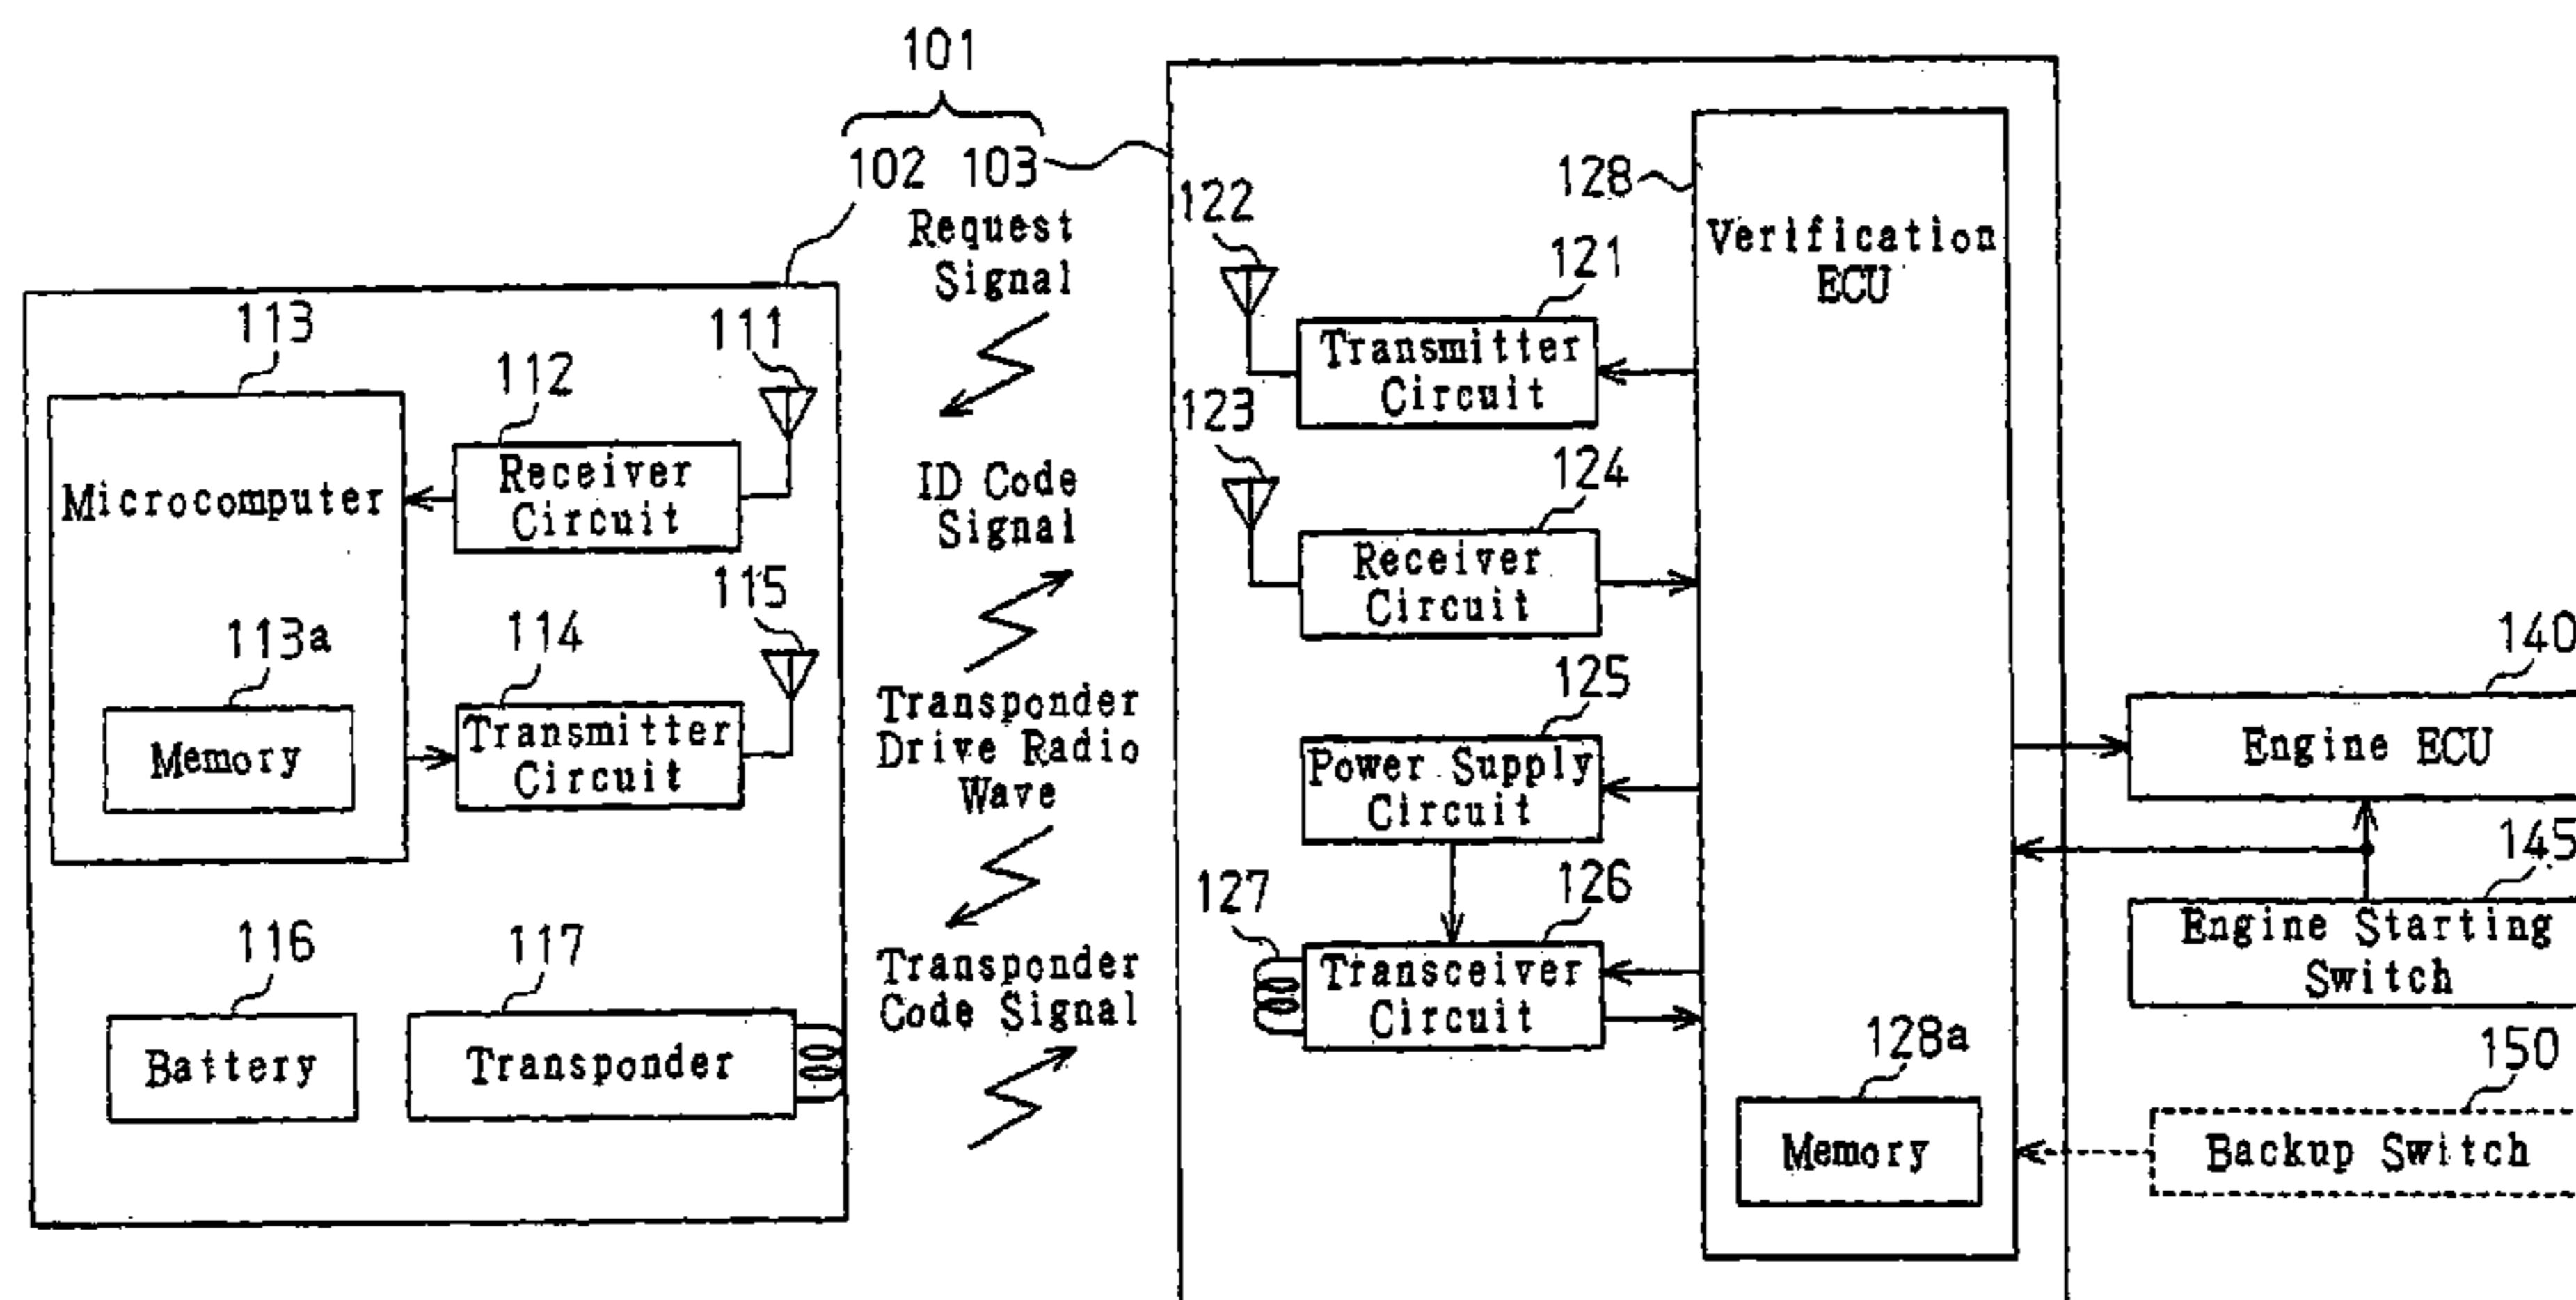 101
102 103
Request
Signal
ID Code
Signal
Transponder
Drive Radio
Wave
Transponder
Code Signal
113
111
112
Microcomputer
Receiver
Circuit
115
113a
114
Memory
Transmitter
Circuit
116
117
Battery
Transponder
122
128
121
Verification
ECU
Transmitter
Circuit
123
124
Receiver
Circuit
125
Power Supply
Circuit
127
126
Transceiver
Circuit
128a
Memory
140
Engine ECU
145
Engine Starting
Switch
150
Backup Switch